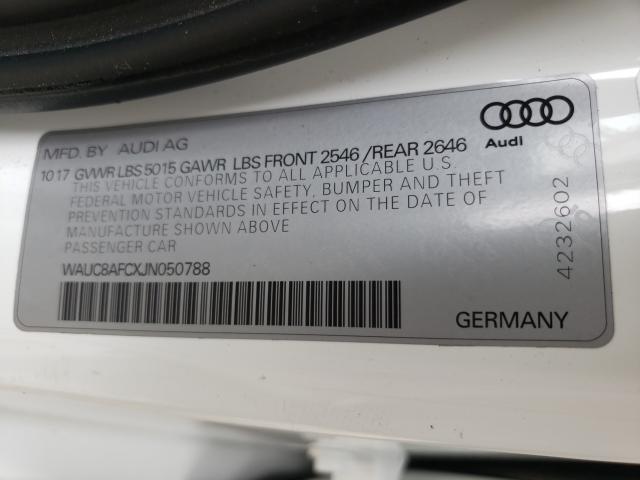 MFD. BY AUDI AG
10 17 GVWR LBS 5015 GAWR LBS FRONT 2546 /REAR 2646
THIS VEHICLE CONFORMS TO ALL APPLICABLE U.S.
FEDERAL MOTOR VEHICLE SAFETY, BUMPER AND THEFT
PREVENTION STANDARDS IN EFFECT ON THE DATE OF
MANUFACTURE SHOWN ABOVE
PASSENGER CAR
WAUC8AFCXJN050788
GERMANY
Audi
4232602